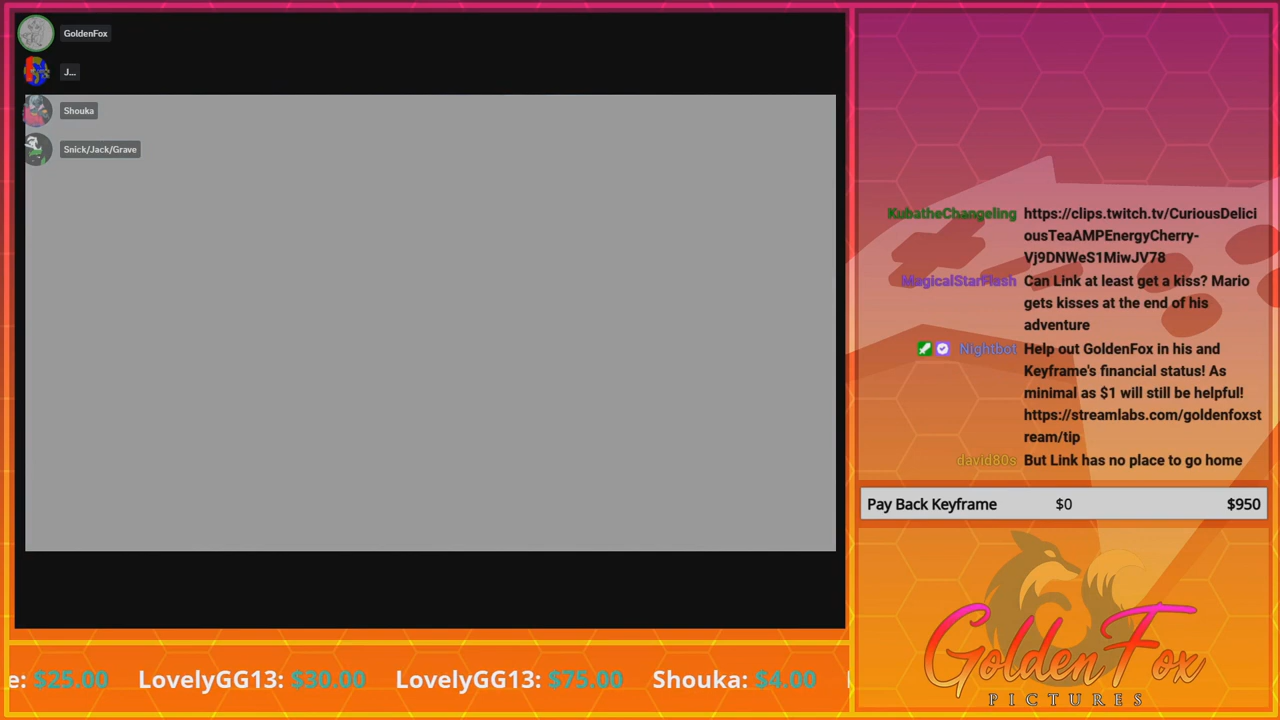 GoldenFox
J...
Shouka
Snick/Jack/Grave
KubatheChangeling https://clips.twitch.tv/CuriousDelici
ousTeaAMPEnergyCherry-
Vj9DNWeS1MiwJV78
MagicalStarFlash Can Link at least get a kiss? Mario
gets kisses at the end of his
adventure
Nightbot Help out GoldenFox in his and
Keyframe's financial status! As
minimal as $1 will still be helpful!
https://streamlabs.com/goldenfoxst
ream/tip
david80s But Link has no place to go home
Pay Back Keyframe $0 $950
GoldenFox
PICTURES
e: $25.00 LovelyGG13: $30.00 LovelyGG13: $75.00 Shouka: $4.00